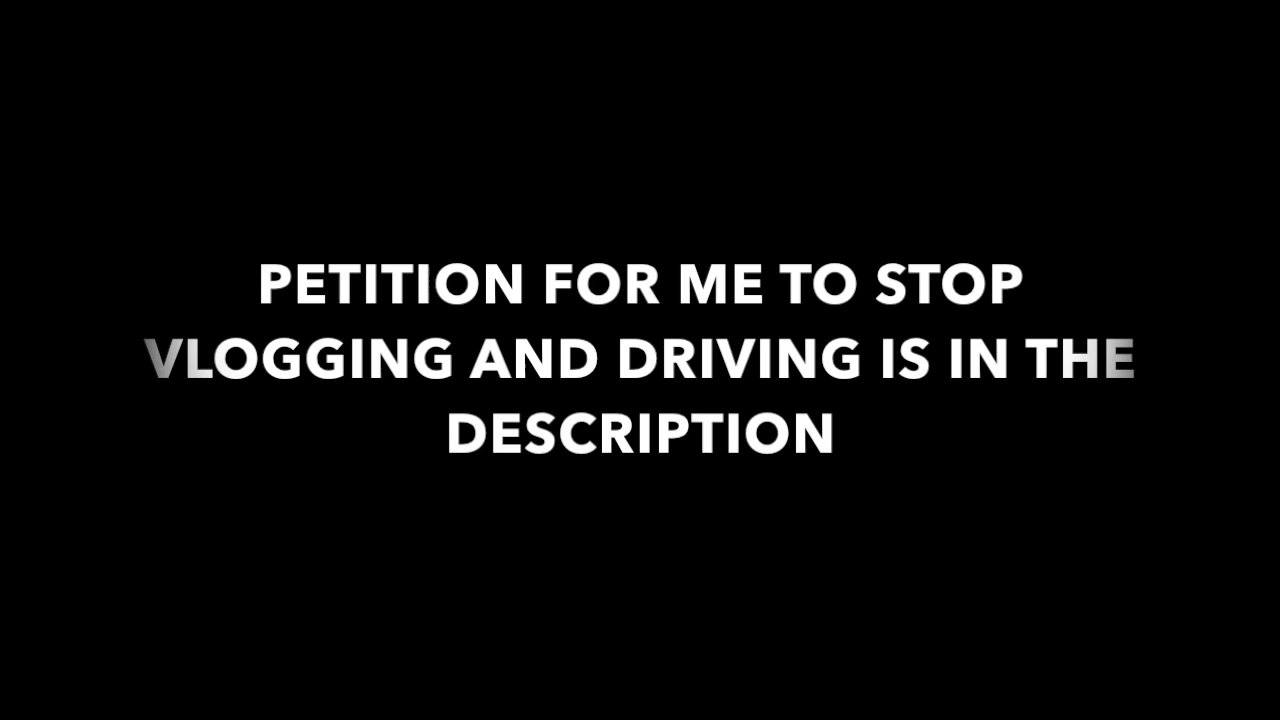 PETITION FOR ME TO STOP
VLOGGING AND DRIVING IS IN THE
DESCRIPTION